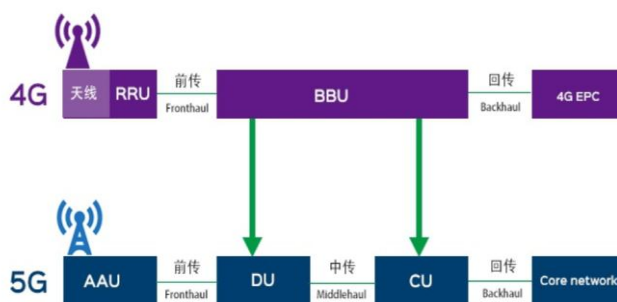 4G
天线
RRU
前传
Fronthaul
BBU
回传
Backhaul
4G EPC
5G
AAU
前传
Fronthaul
DU
中传
Middlehaul
CU
回传
Backhaul
Core network